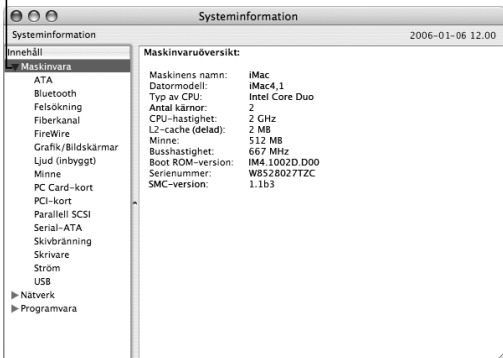 Systeminformation
Systeminformation 2006-01-06 12.00
Innehåll
Maskinvara
ATA
Bluetooth
Felsökning
Fiberkanal
FireWire
Grafik/Bildskärmar
Ljud (inbyggt)
Minne
PC Card-kort
PCI-kort
Parallell SCSI
Serial-ATA
Skivbränning
Skrivare
Ström
USB
Nätverk
Programvara
Maskinvaruöversikt:
Maskinens namn: iMac
Datormodell: iMac4,1
Typ av CPU: Intel Core Duo
Antal kärnor: 2
CPU-hastighet: 2 GHz
L2-cache (delad): 2 MB
Minne: 512 MB
Busshastighet: 667 MHz
Boot ROM-version: IM4.1002D.D00
Serienummer: W8528027TZC
SMC-version: 1.1b3